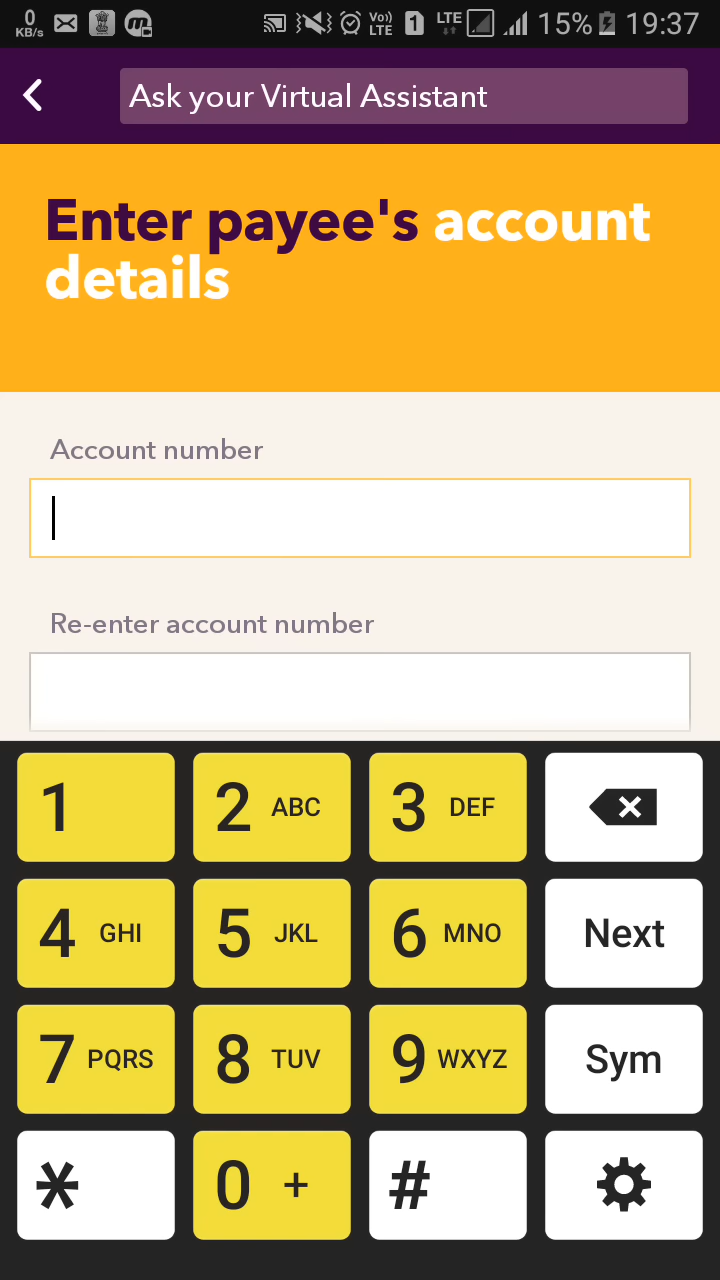 0 KB/s Vo)) LTE 1 LTE 15% 19:37
Ask your Virtual Assistant
Enter payee's account
details
Account number
Re-enter account number
1 2 ABC 3 DEF
4 GHI 5 JKL 6 MNO Next
7 PQRS 8 TUV 9 WXYZ Sym
* 0 + #